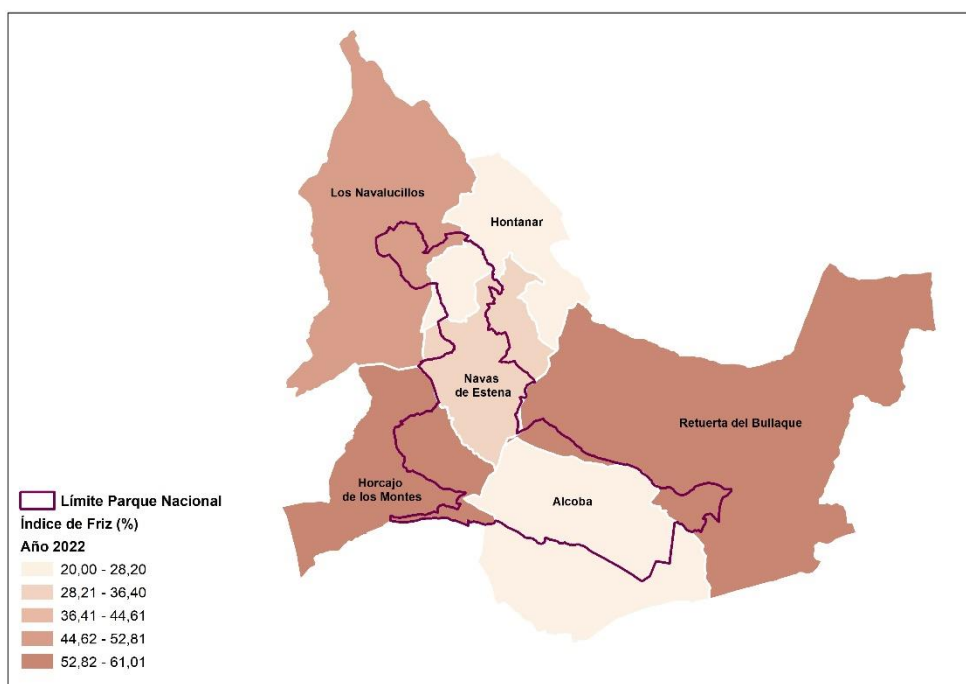 Los Navalucillos
Hontanar
Navas
de Estena
Retuerta del Bullaque
Horcajo
de los Montes
Alcoba
Límite Parque Nacional
Índice de Friz (%)
Año 2022
20,00 - 28,20
28,21 - 36,40
36,41 - 44,61
44,62 - 52,81
52,82 - 61,01